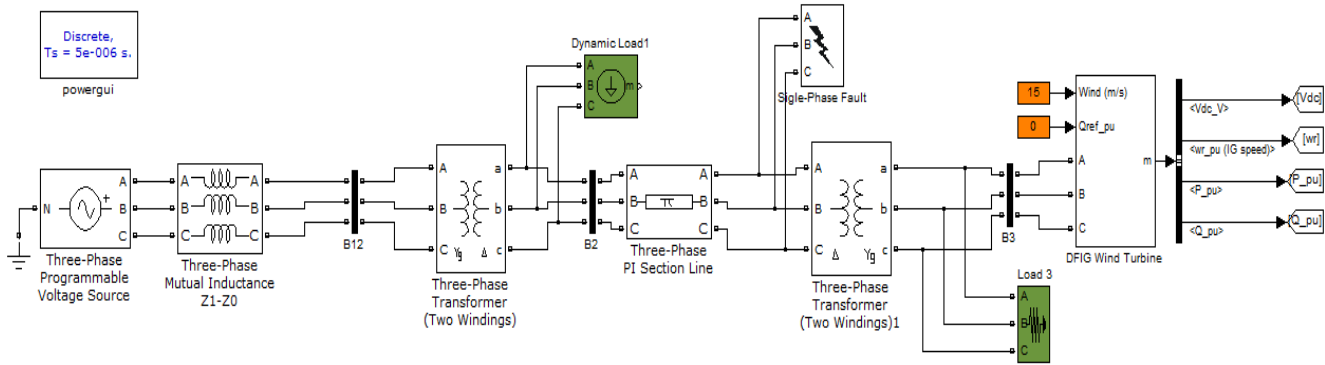 Discrete,
Ts = 5e-006 s.
powergui
N
A
B
C
Three-Phase
Programmable
Voltage Source
A A
B B
C C
Three-Phase
Mutual Inductance
Z1-Z0
B12
A a
B b
C Yg Δ c
Three-Phase
Transformer
(Two Windings)
Dynamic Load1
A
B m
C
B2
A A
B π B
C C
Three-Phase
PI Section Line
A
B
C
Sigle-Phase Fault
A a
B b
C Δ Yg c
Three-Phase
Transformer
(Two Windings)1
B3
Load 3
A
B
C
15
0
Wind (m/s)
Qref_pu
A
B
C
m
DFIG Wind Turbine
<Vdc_V>
<wr_pu (IG speed)>
<P_pu>
<Q_pu>
[Vdc]
[wr]
[P_pu]
[Q_pu]